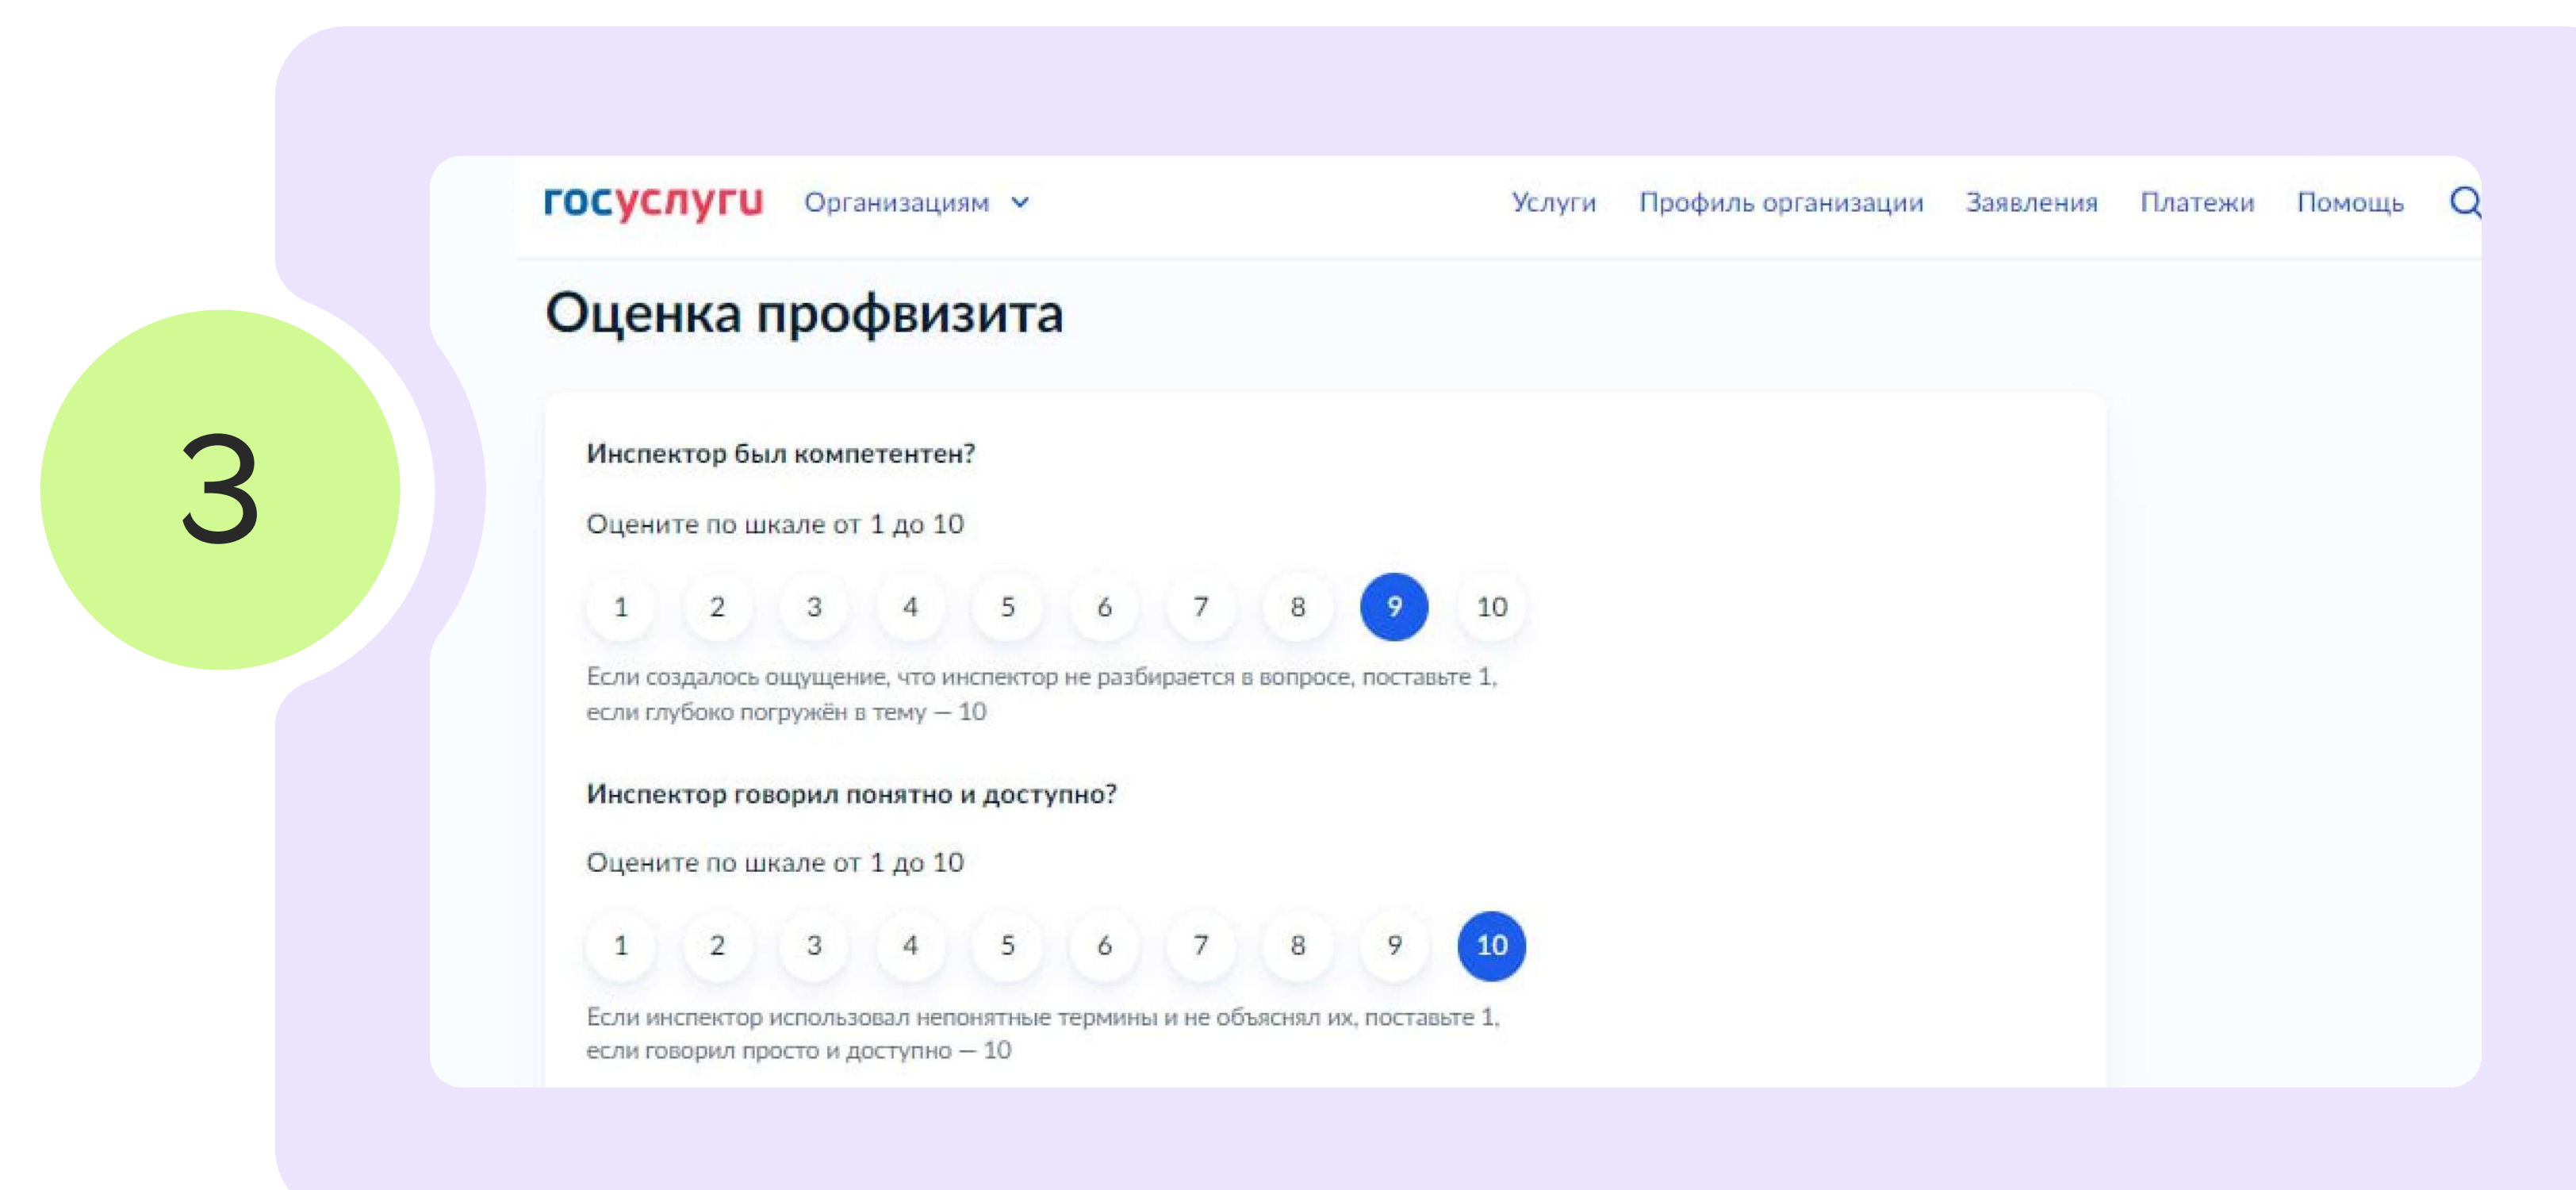 госуслуги Организациям Услуги Профиль организации Заявления Платежи Помощь
Оценка профвизита
3
Инспектор был компетентен?
Оцените по шкале от 1 до 10
1 2 3 4 5 6 7 8 9 10
Если создалось ощущение, что инспектор не разбирается в вопросе, поставьте 1,
если глубоко погружён в тему — 10
Инспектор говорил понятно и доступно?
Оцените по шкале от 1 до 10
1 2 3 4 5 6 7 8 9 10
Если инспектор использовал непонятные термины и не объяснял их, поставьте 1,
если говорил просто и доступно — 10